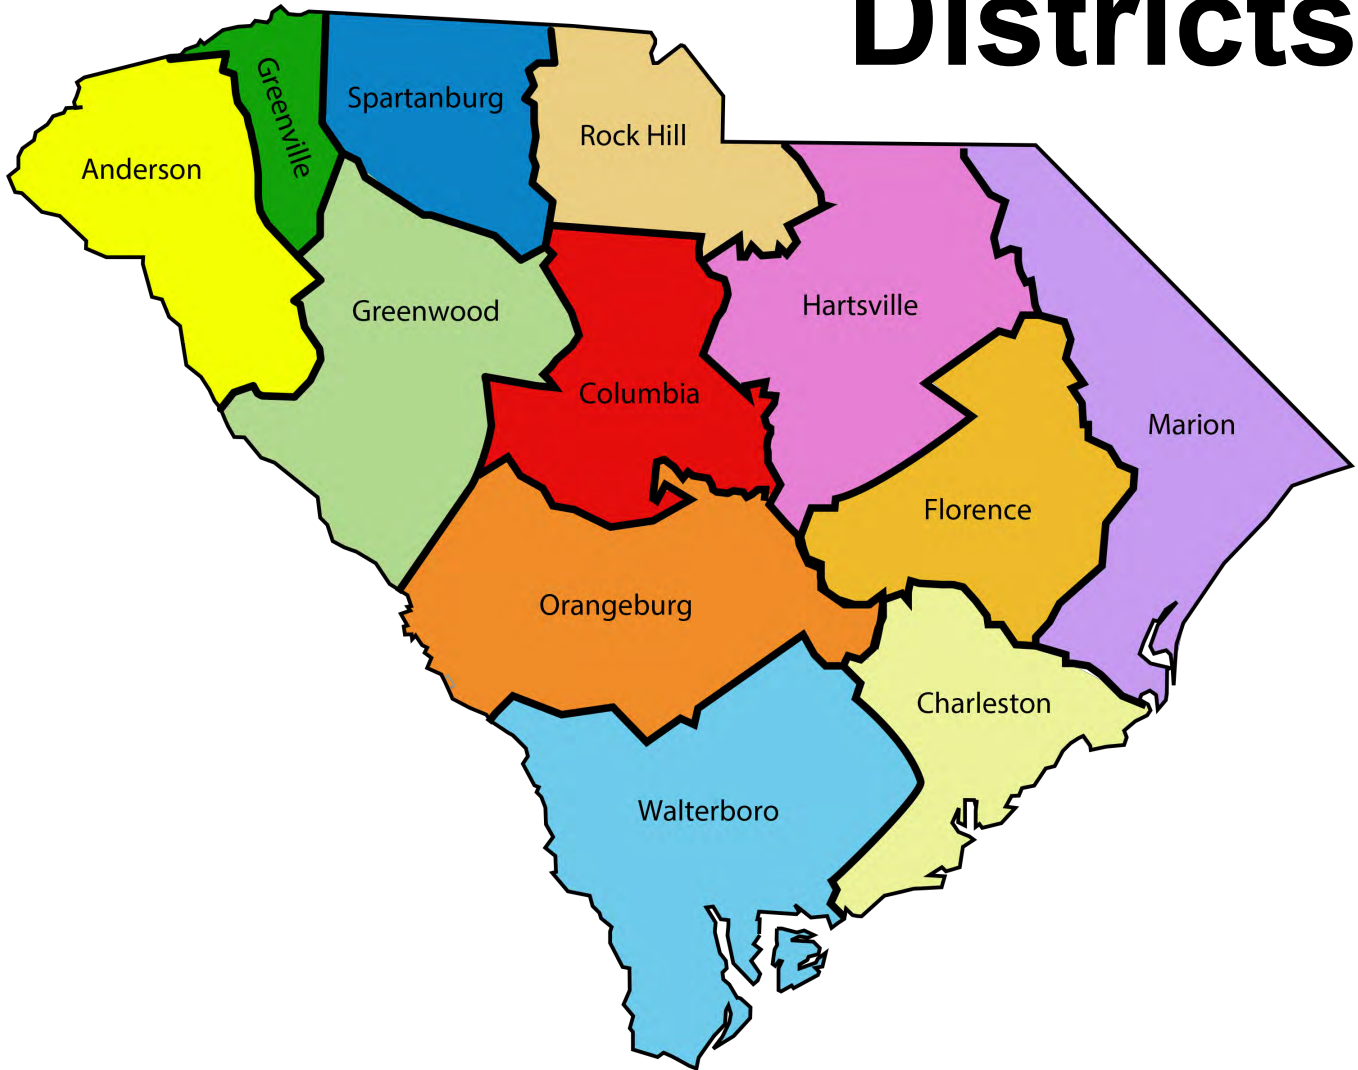 Districts
Greenville
Spartanburg
Rock Hill
Anderson
Greenwood
Hartsville
Columbia
Marion
Florence
Orangeburg
Charleston
Walterboro